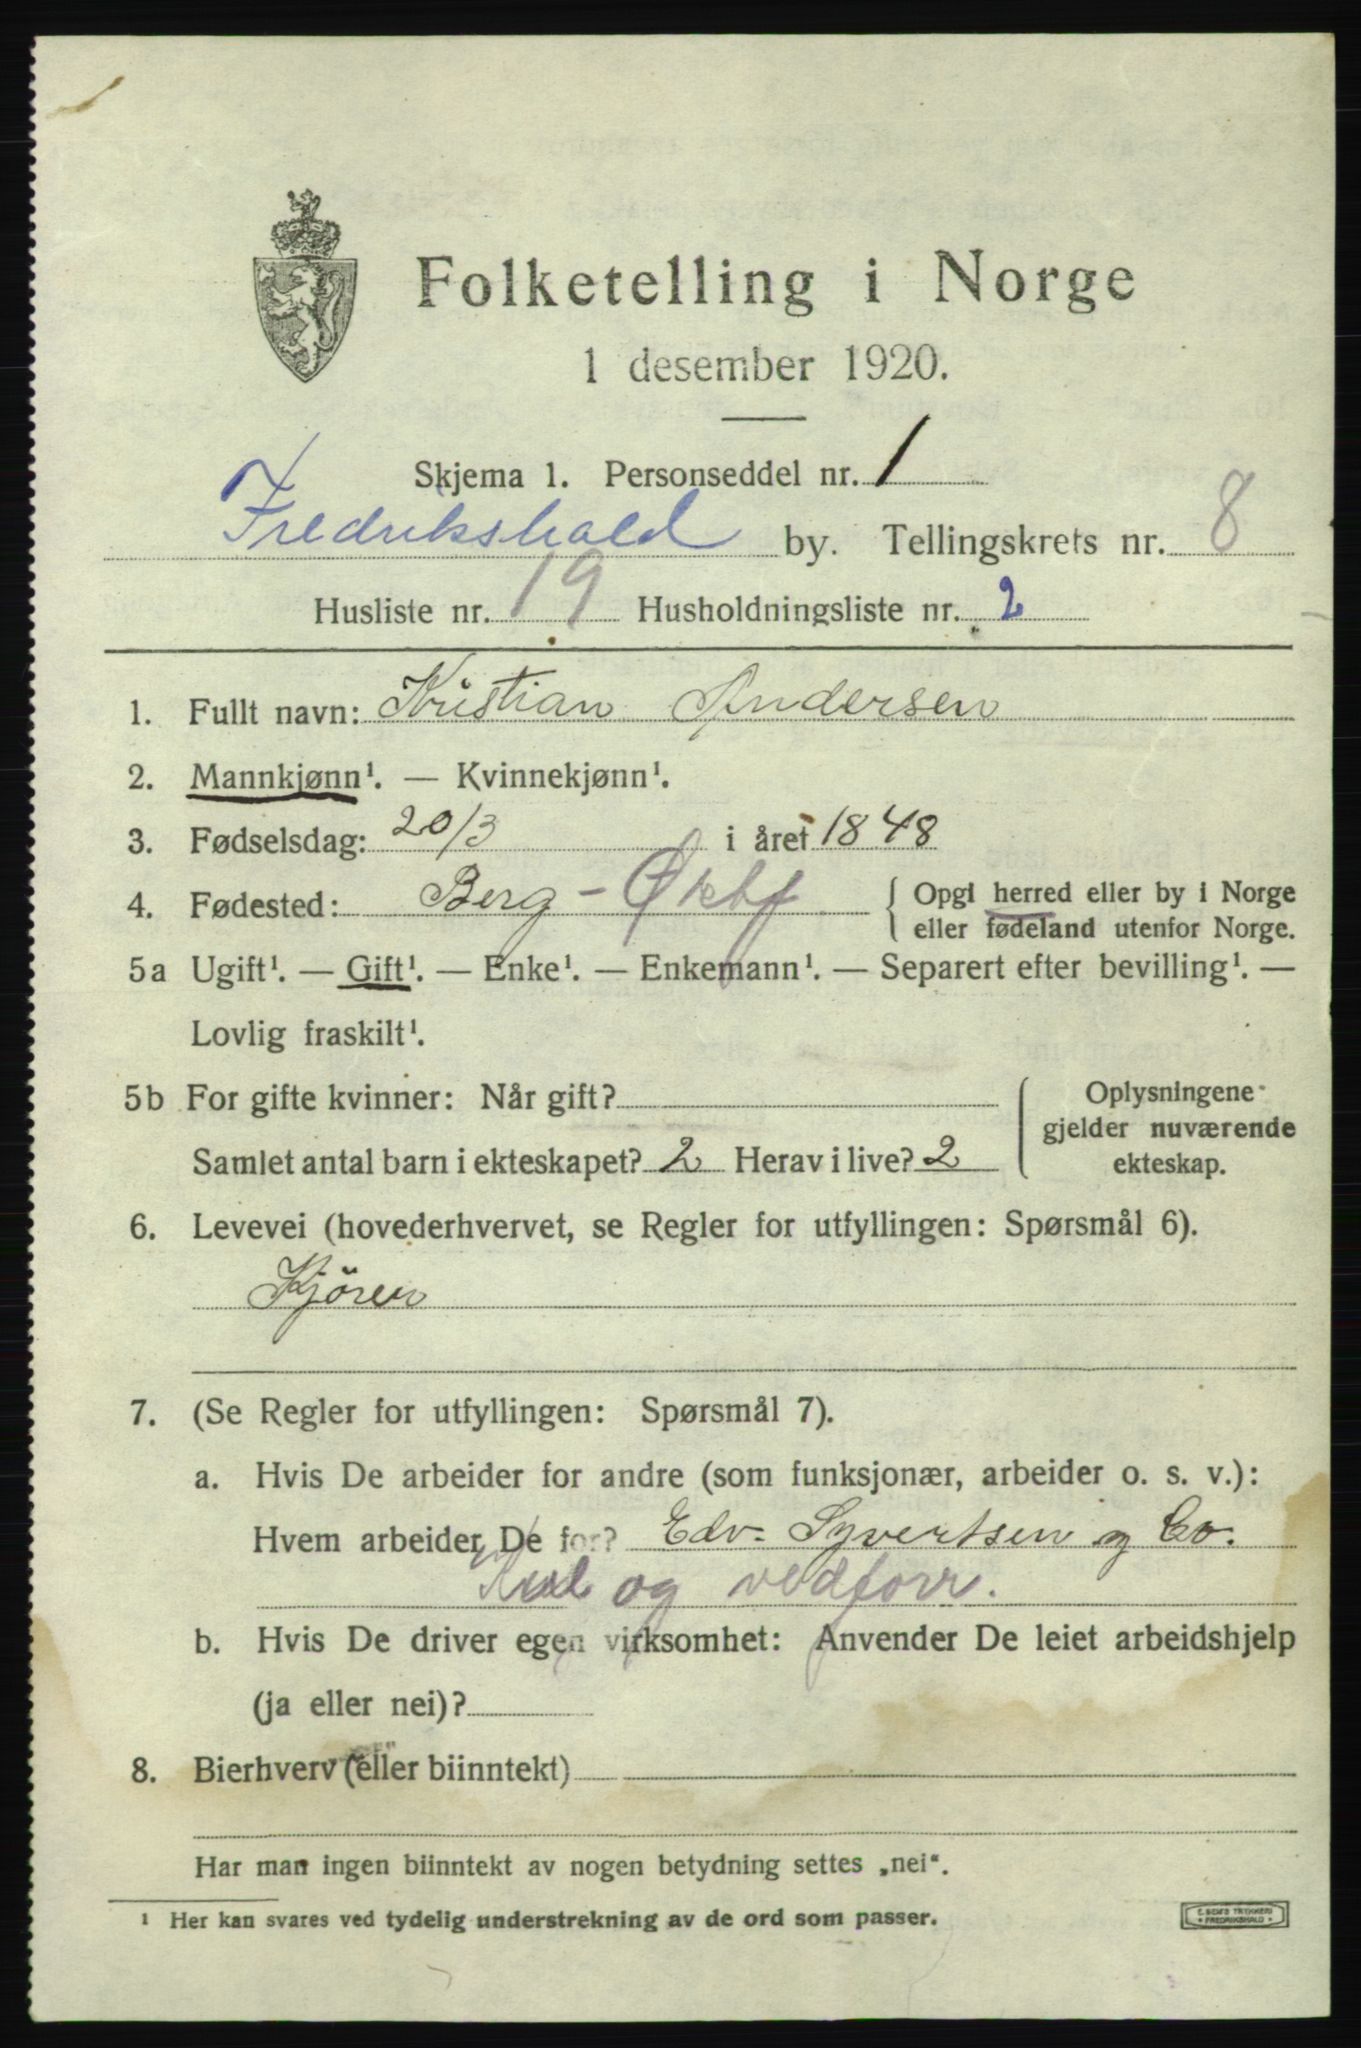 Folketelling i Norge
1 desember 1920.
Skjema 1. Personseddel nr. 1
Fredrikshald by. Tellingskrets nr. 8
Husliste nr. 19 Husholdningsliste nr. 2
1. Fullt navn: Kristian Andersen
2. Mannkjønn¹. — Kvinnekjønn¹.
3. Fødselsdag: 20/3 i året 1848
4. Fødested: Berg - Østf { Opgi herred eller by i Norge
eller fødeland utenfor Norge.
5a Ugift¹. — Gift¹. — Enke¹. — Enkemann¹. — Separert efter bevilling¹. —
Lovlig fraskilt¹.
5b For gifte kvinner: Når gift?
Samlet antal barn i ekteskapet? 2 Herav i live? 2
Oplysningene
gjelder nuværende
ekteskap.
6. Levevei (hovederhvervet, se Regler for utfyllingen: Spørsmål 6).
Kjören
7. (Se Regler for utfyllingen: Spørsmål 7).
a. Hvis De arbeider for andre (som funksjonær, arbeider o. s. v.):
Hvem arbeider De for? Edv. Syvertsen og Co.
Kul og vedforr.
b. Hvis De driver egen virksomhet: Anvender De leiet arbeidshjelp
(ja eller nei)?
8. Bierhverv (eller biinntekt) —
Har man ingen biinntekt av nogen betydning settes „nei“.
¹ Her kan svares ved tydelig understrekning av de ord som passer.
E. SEMS TRYKKERI
• FREDRIKSHALD •